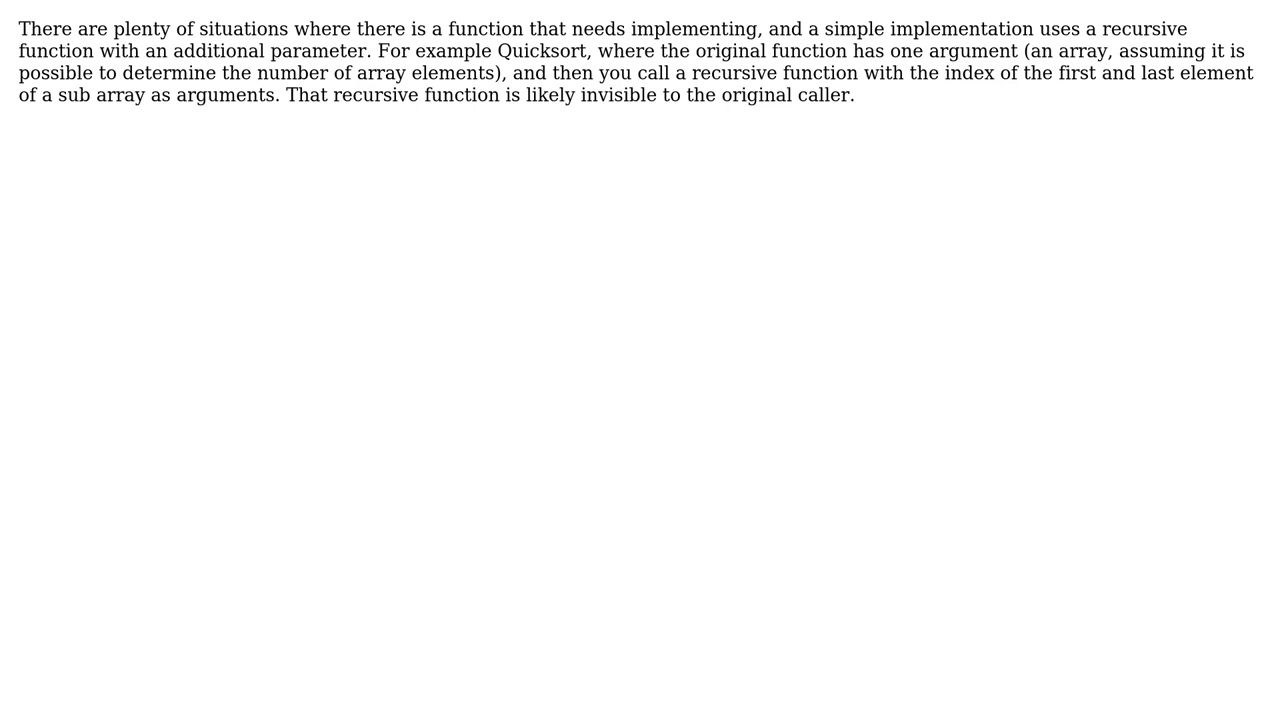 There are plenty of situations where there is a function that needs implementing, and a simple implementation uses a recursive
function with an additional parameter. For example Quicksort, where the original function has one argument (an array, assuming it is
possible to determine the number of array elements), and then you call a recursive function with the index of the first and last element
of a sub array as arguments. That recursive function is likely invisible to the original caller.